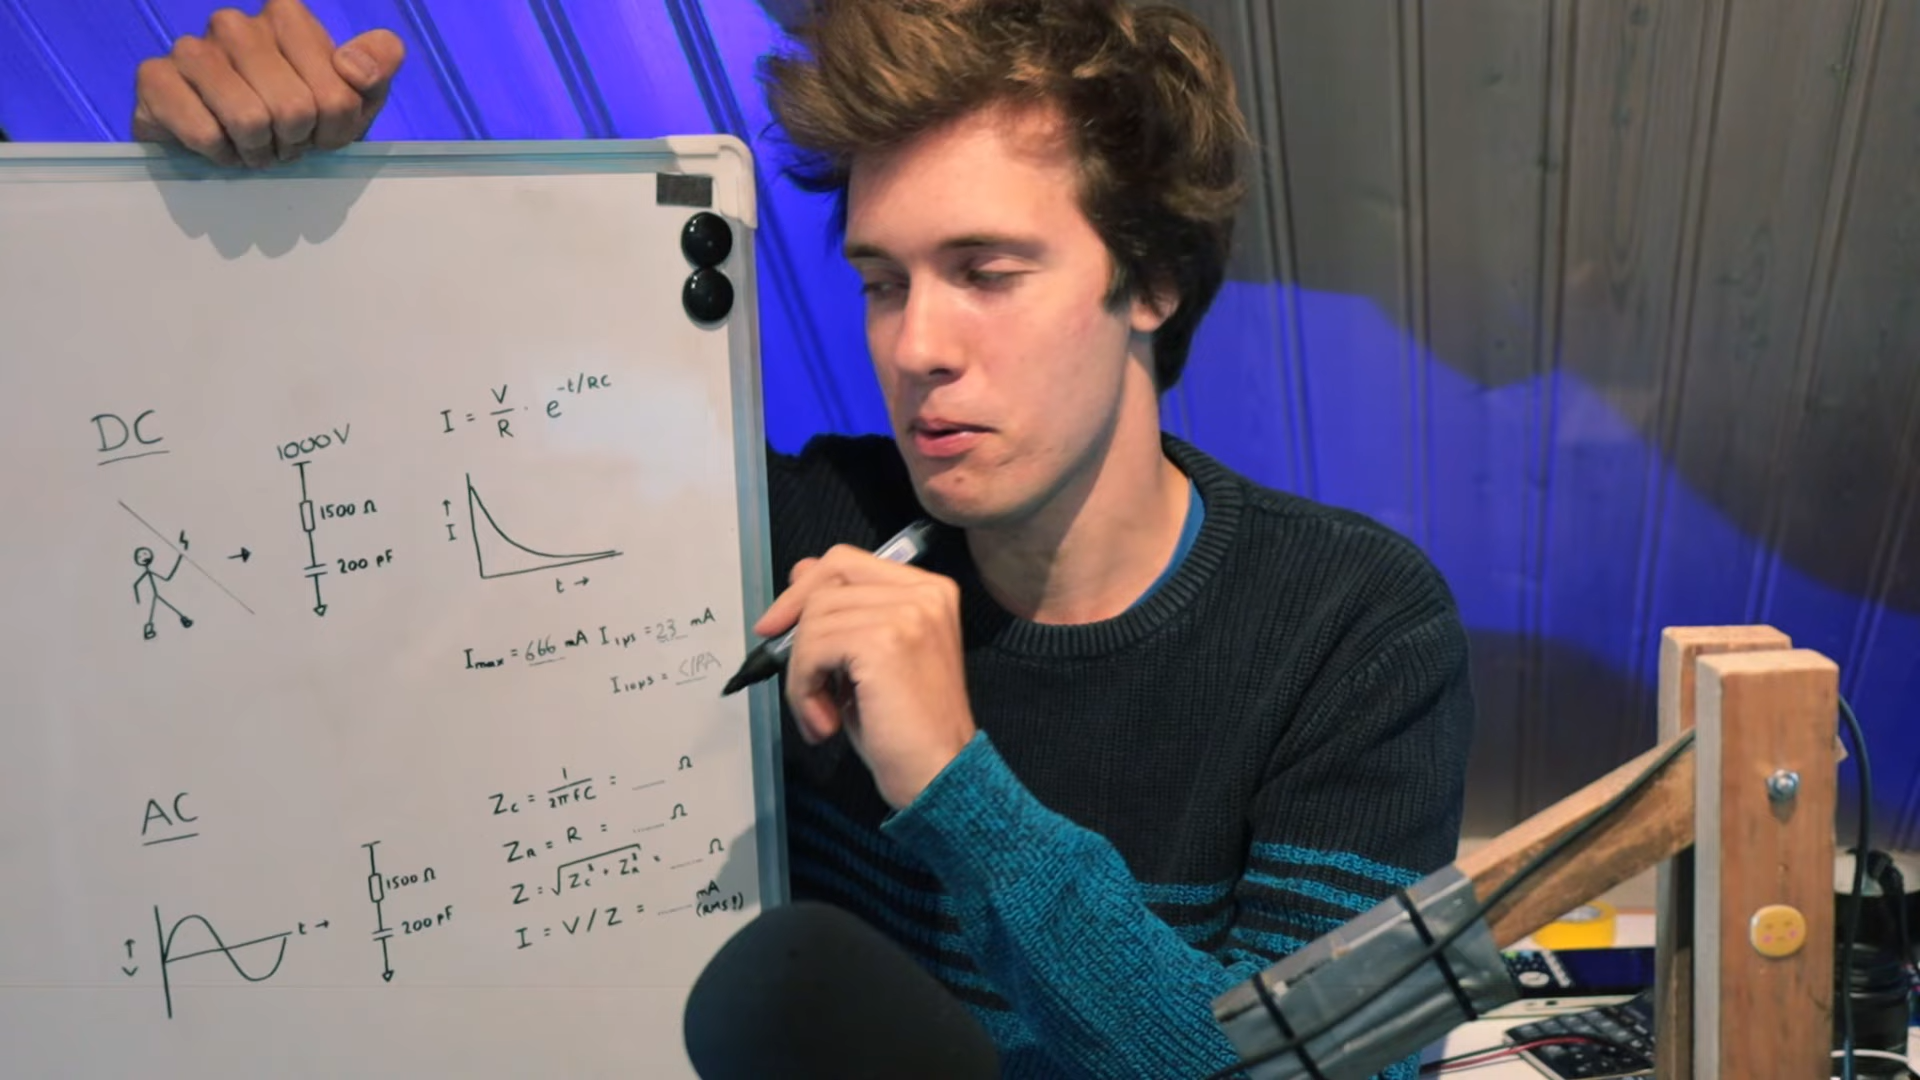 DC
1000V
1500 Ω
200 pF
I = V/R · e^-t/RC
↑
I
t →
Imax = 666 mA I1µs = 23 mA
I10µs = <1pA
AC
↑
V
t →
1500 Ω
200 pF
Zc = 1/2πfC = ___ Ω
ZR = R = ...... Ω
Z = √Zc² + ZR² = ...... Ω
I = V/Z = ...... mA (RMS!)